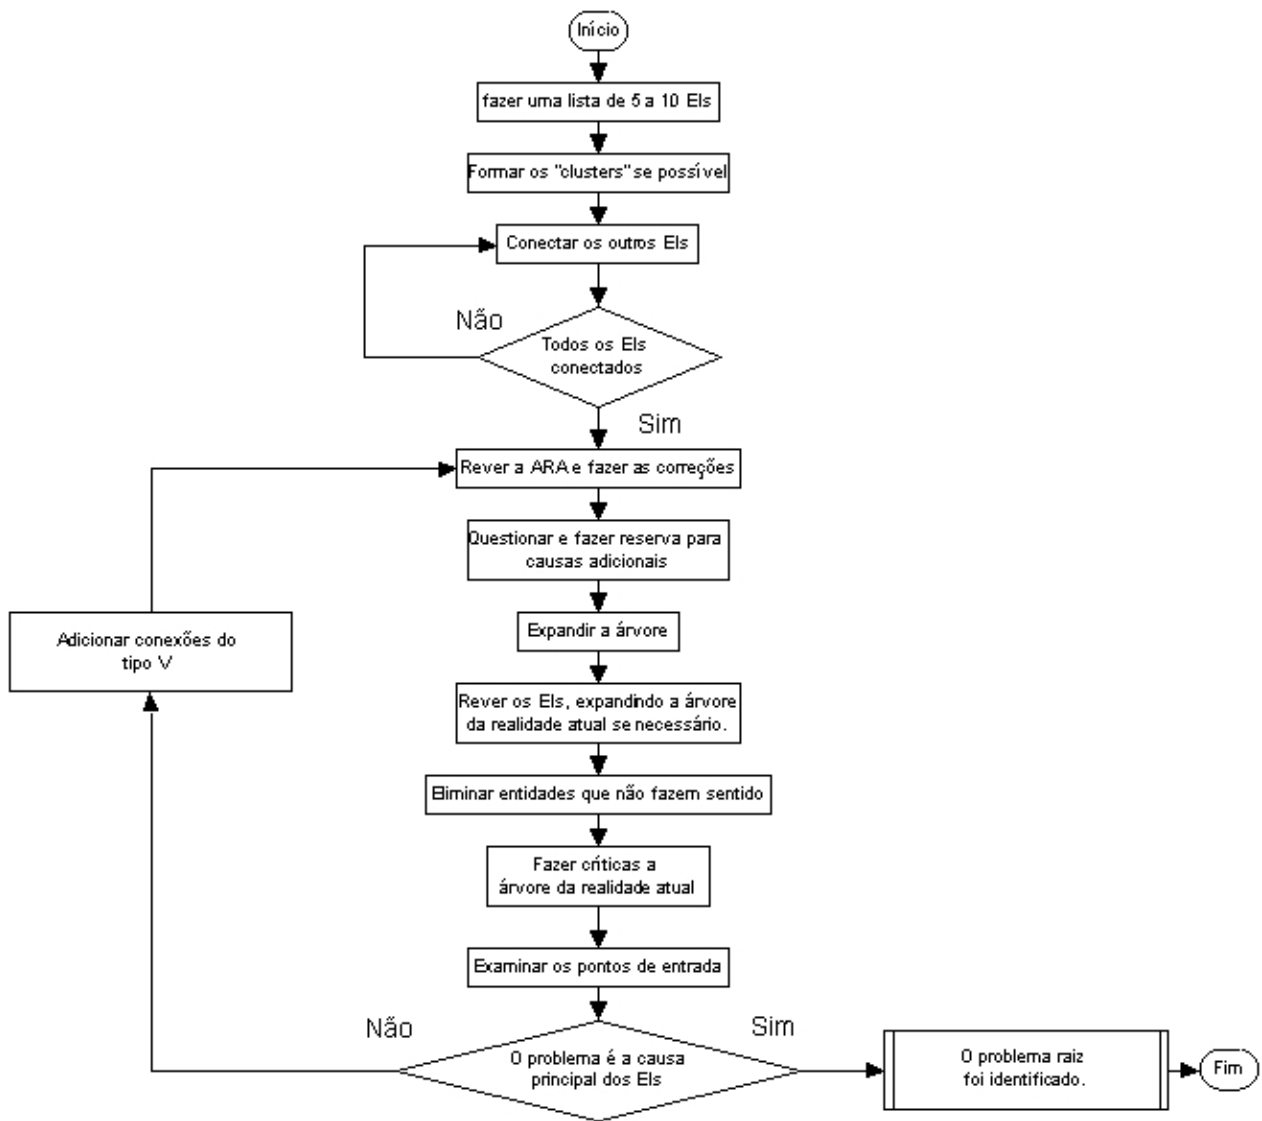 Início
fazer uma lista de 5 a 10 EIs
Formar os "clusters" se possível
Conectar os outros EIs
Não
Todos os EIs
conectados
Sim
Rever a ARA e fazer as correções
Questionar e fazer reserva para
causas adicionais
Expandir a árvore
Adicionar conexões do
tipo V
Rever os EIs, expandindo a árvore
da realidade atual se necessário.
Eliminar entidades que não fazem sentido
Fazer críticas a
árvore da realidade atual
Examinar os pontos de entrada
Não
Sim
O problema é a causa
principal dos EIs
O problema raiz
foi identificado.
Fim